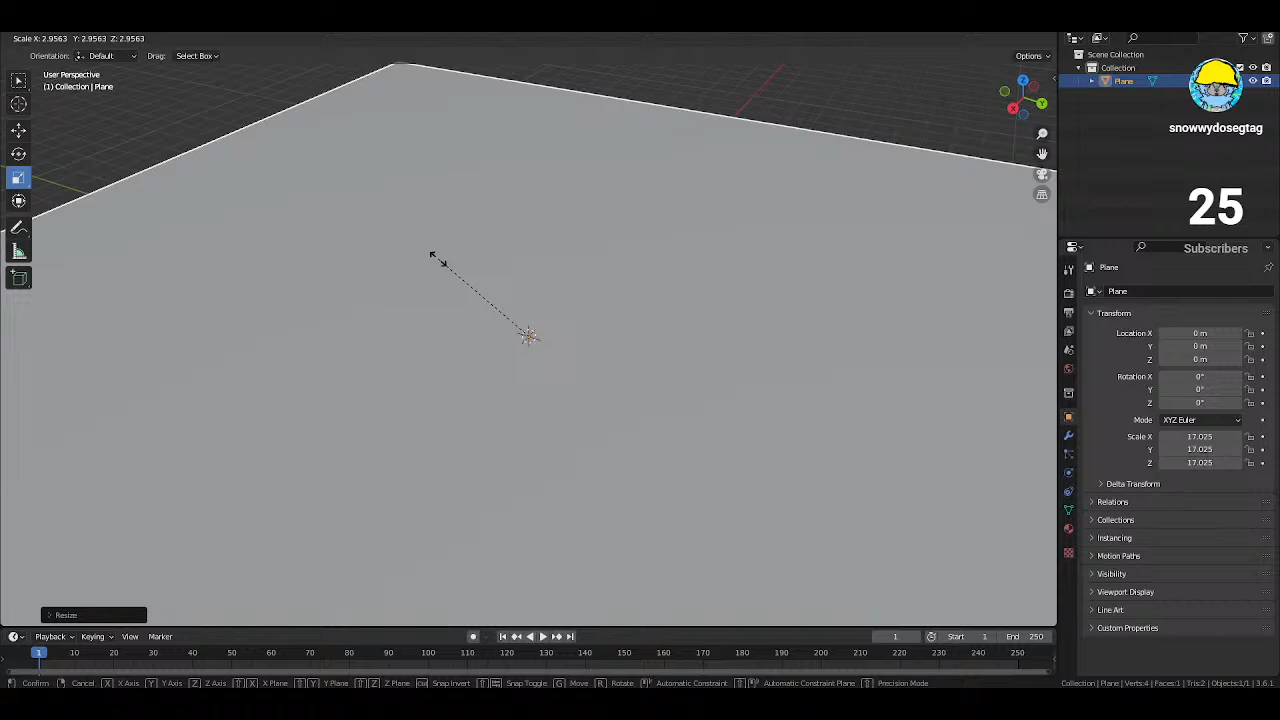 Scale X: 2.9563 Y: 2.9563 Z: 2.9563
Orientation: Default Drag: Select Box Options
User Perspective
(1) Collection | Plane
Z
Y
X
Scene Collection
Collection
Plane
snowwydosegtag
25
Subscribers
Plane
Plane
Transform
Location X 0 m
Y 0 m
Z 0 m
Rotation X 0°
Y 0°
Z 0°
Mode XYZ Euler
Scale X 17.025
Y 17.025
Z 17.025
Delta Transform
Relations
Collections
Instancing
Motion Paths
Visibility
Viewport Display
Line Art
Custom Properties
Resize
Playback Keying View Marker 1 Start 1 End 250
1 10 20 30 40 50 60 70 80 90 100 110 120 130 140 150 160 170 180 190 200 210 220 230 240 250
Confirm Cancel X X Axis Y Y Axis Z Z Axis X X Plane Y Y Plane Z Z Plane Snap Invert Snap Toggle G Move R Rotate Automatic Constraint Automatic Constraint Plane Precision Mode Collection | Plane | Verts:4 | Faces:1 | Tris:2 | Objects:1/1 | 3.6.1